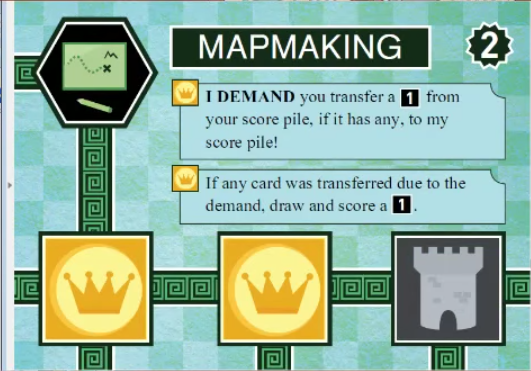 MAPMAKING
2
I DEMAND you transfer a 1 from
your score pile, if it has any, to my
score pile!
If any card was transferred due to the
demand, draw and score a 1.